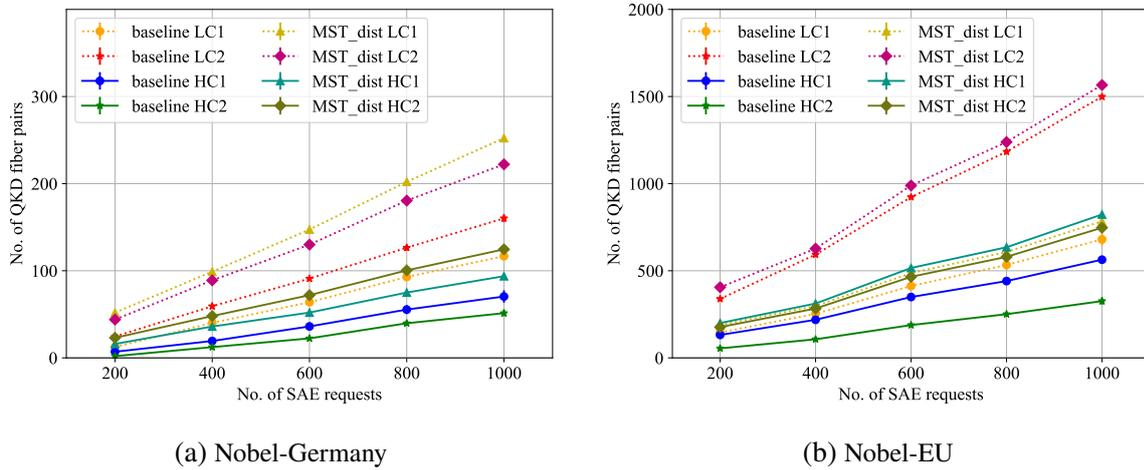 No. of QKD fiber pairs
300
200
100
0
baseline LC1
baseline LC2
baseline HC1
baseline HC2
MST_dist LC1
MST_dist LC2
MST_dist HC1
MST_dist HC2
200 400 600 800 1000
No. of SAE requests
(a) Nobel-Germany
No. of QKD fiber pairs
2000
1500
1000
500
0
baseline LC1
baseline LC2
baseline HC1
baseline HC2
MST_dist LC1
MST_dist LC2
MST_dist HC1
MST_dist HC2
200 400 600 800 1000
No. of SAE requests
(b) Nobel-EU